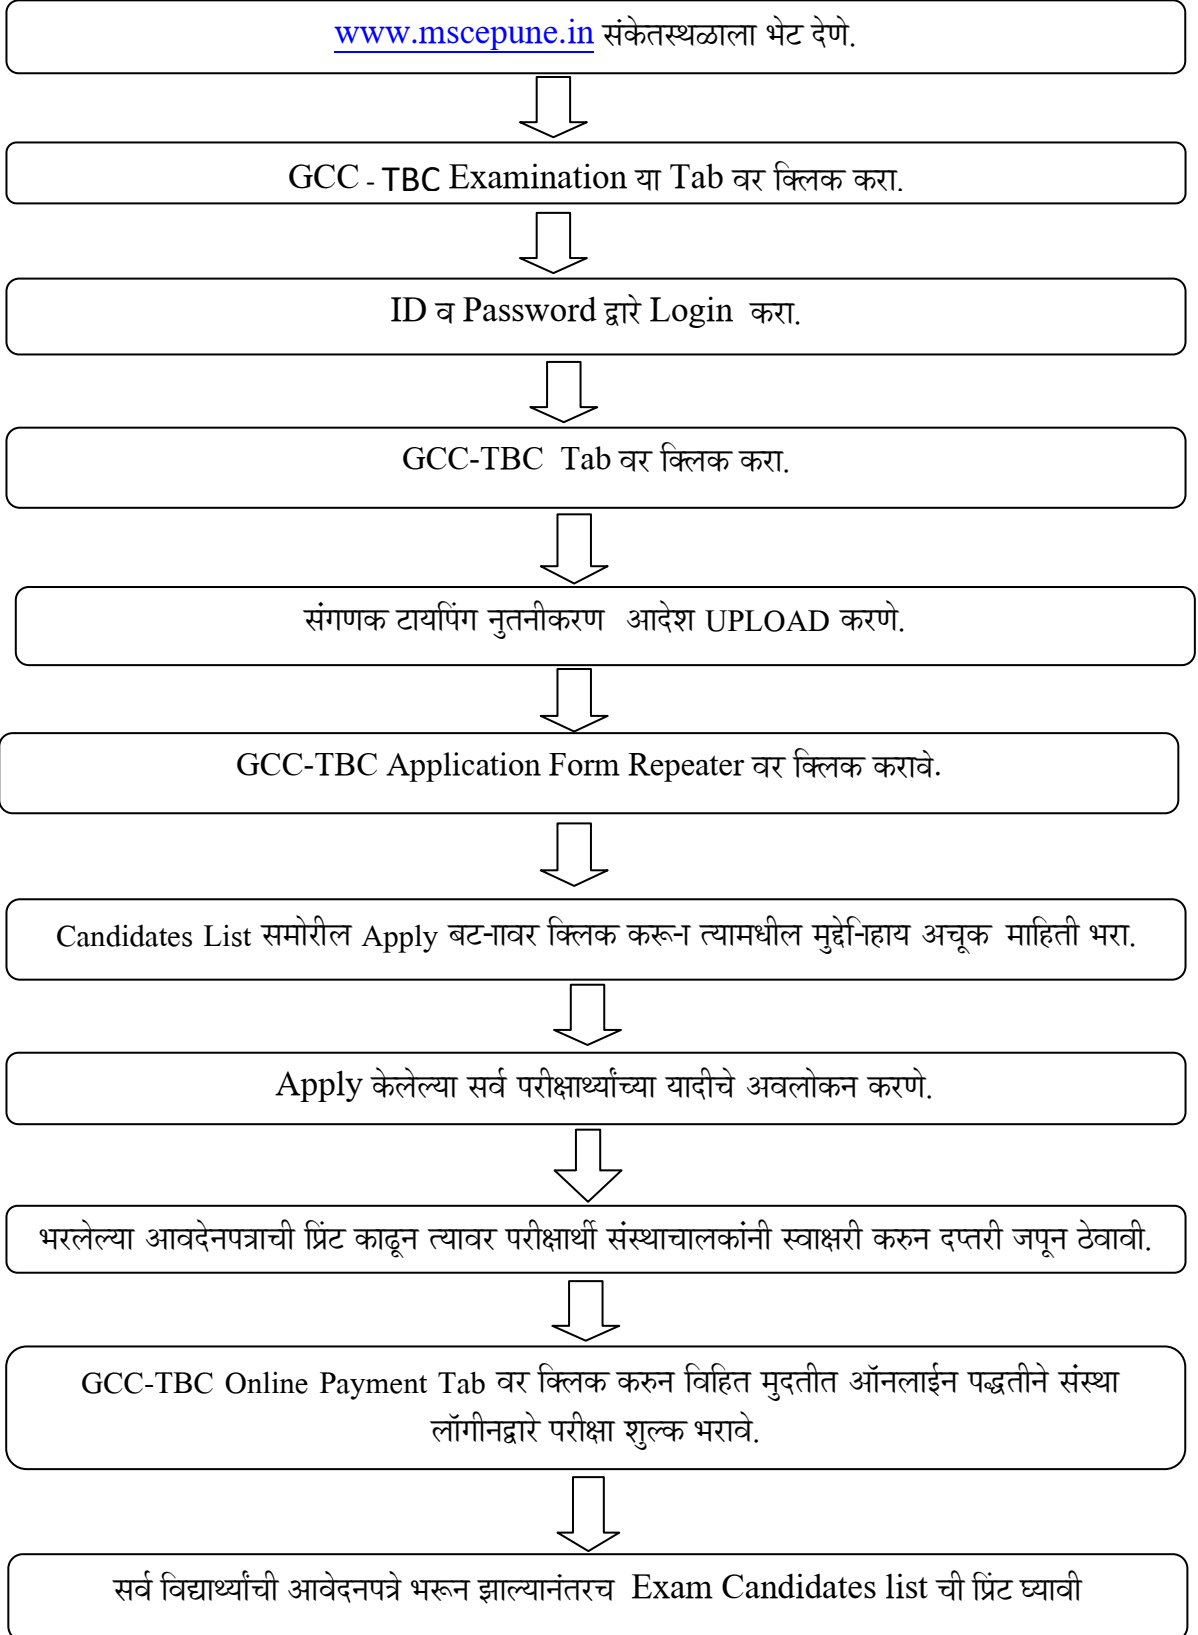 www.mscepune.in संकेतस्थळाला भेट देणे.
GCC - TBC Examination या Tab वर क्लिक करा.
ID व Password द्वारे Login करा.
GCC-TBC Tab वर क्लिक करा.
संगणक टायपिंग नुतनीकरण आदेश UPLOAD करणे.
GCC-TBC Application Form Repeater वर क्लिक करावे.
Candidates List समोरील Apply बटनावर क्लिक करून त्यामधील मुद्देनिहाय अचूक माहिती भरा.
Apply केलेल्या सर्व परीक्षार्थ्यांच्या यादीचे अवलोकन करणे.
भरलेल्या आवदेनपत्राची प्रिंट काढून त्यावर परीक्षार्थी संस्थाचालकांनी स्वाक्षरी करुन दप्तरी जपून ठेवावी.
GCC-TBC Online Payment Tab वर क्लिक करुन विहित मुदतीत ऑनलाईन पद्धतीने संस्था
लॉगीनद्वारे परीक्षा शुल्क भरावे.
सर्व विद्यार्थ्यांची आवेदनपत्रे भरून झाल्यानंतरच Exam Candidates list ची प्रिंट घ्यावी